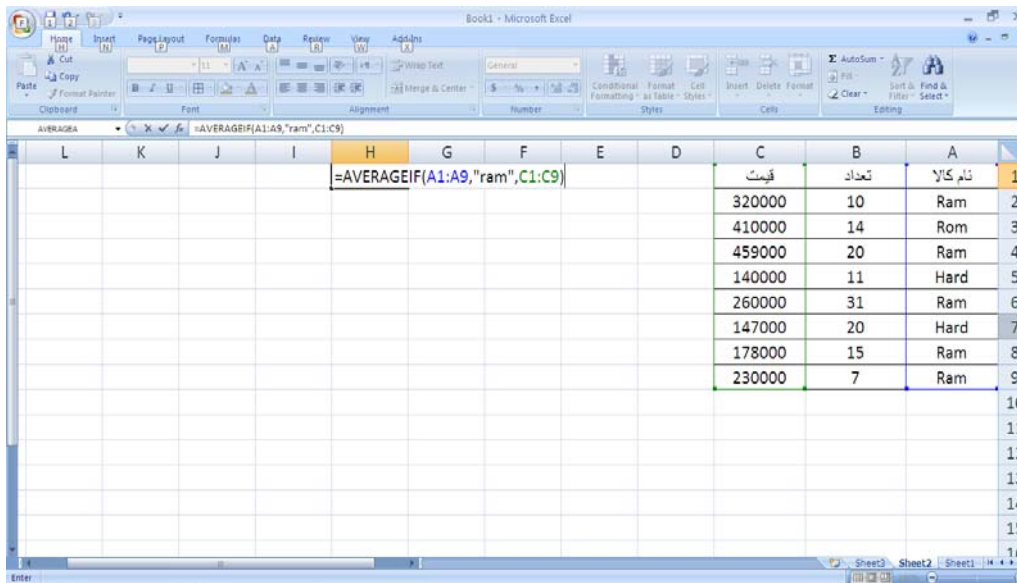 Book1 - Microsoft Excel
1 2 3
Home Insert Page Layout Formulas Data Review View Add-Ins
H N P M A R W X
Paste
Cut
Copy
Format Painter
Clipboard
11 A A
B I U A
Font
Wrap Text
Merge & Center
Alignment
General
$ % ,
Number
Conditional Formatting
Format as Table
Cell Styles
Styles
Insert Delete Format
Cells
Σ AutoSum
Fill
Clear
Sort & Filter
Find & Select
Editing
AVERAGEA fx =AVERAGEIF(A1:A9,"ram",C1:C9)
L K J I H G F E D C B A
=AVERAGEIF(A1:A9,"ram",C1:C9) قیمت تعداد نام کالا 1
320000 10 Ram 2
410000 14 Rom 3
459000 20 Ram 4
140000 11 Hard 5
260000 31 Ram 6
147000 20 Hard 7
178000 15 Ram 8
230000 7 Ram 9
Sheet3 Sheet2 Sheet1
Enter